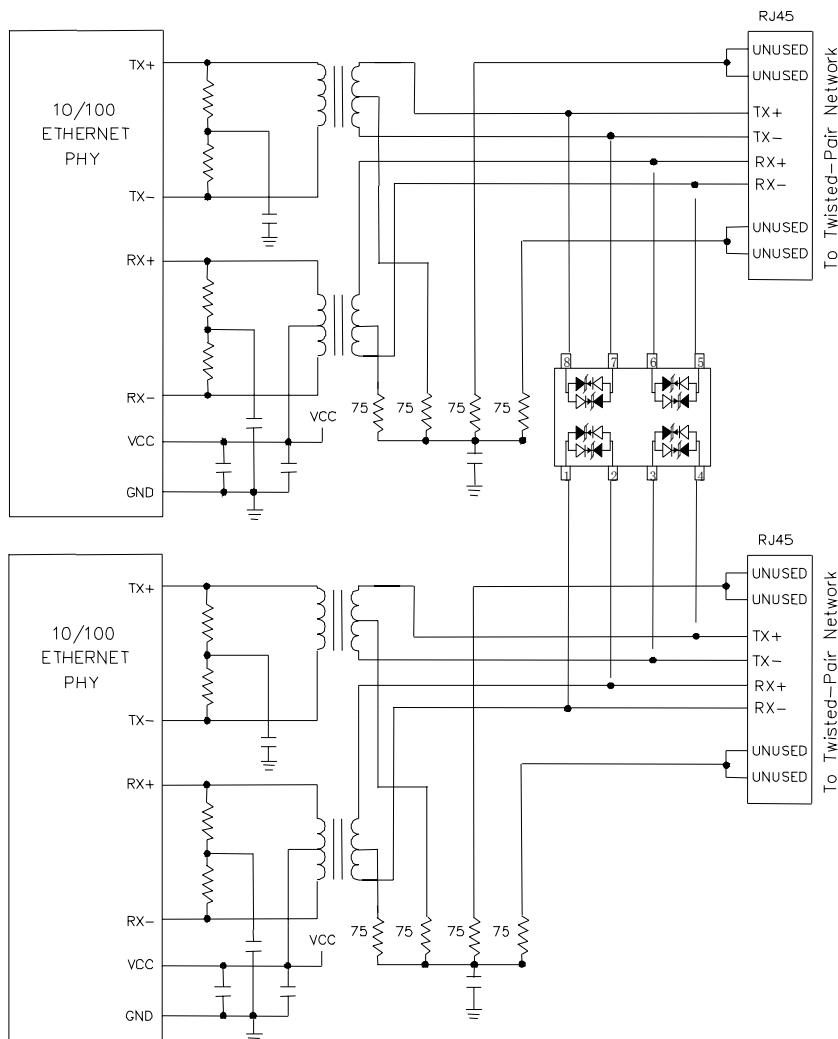 RJ45
UNUSED
UNUSED
TX+
TX-
RX+
RX-
UNUSED
UNUSED
To Twisted-Pair Network
TX+
10/100
ETHERNET
PHY
TX-
RX+
RX-
VCC
GND
VCC
75
75
75
75
8
7
6
5
1
2
3
4
RJ45
UNUSED
UNUSED
TX+
TX-
RX+
RX-
UNUSED
UNUSED
To Twisted-Pair Network
TX+
10/100
ETHERNET
PHY
TX-
RX+
RX-
VCC
GND
VCC
75
75
75
75